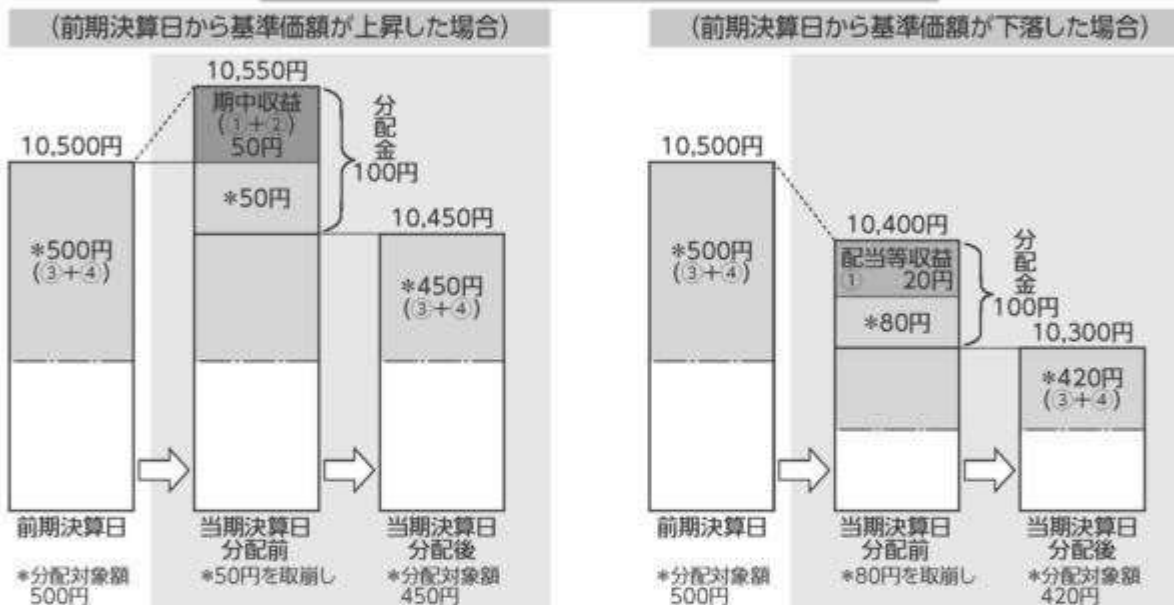 (前期決算日から基準価額が上昇した場合)
10,550円
期中収益
(①+②)
50円
分配金
100円
10,500円
*50円
10,450円
*500円
(③+④)
*450円
(③+④)
前期決算日
当期決算日
分配前
当期決算日
分配後
*分配対象額
500円
*50円を取崩し
*分配対象額
450円
(前期決算日から基準価額が下落した場合)
10,500円
10,400円
配当等収益
① 20円
分配金
100円
*500円
(③+④)
*80円
10,300円
*420円
(③+④)
前期決算日
当期決算日
分配前
当期決算日
分配後
*分配対象額
500円
*80円を取崩し
*分配対象額
420円